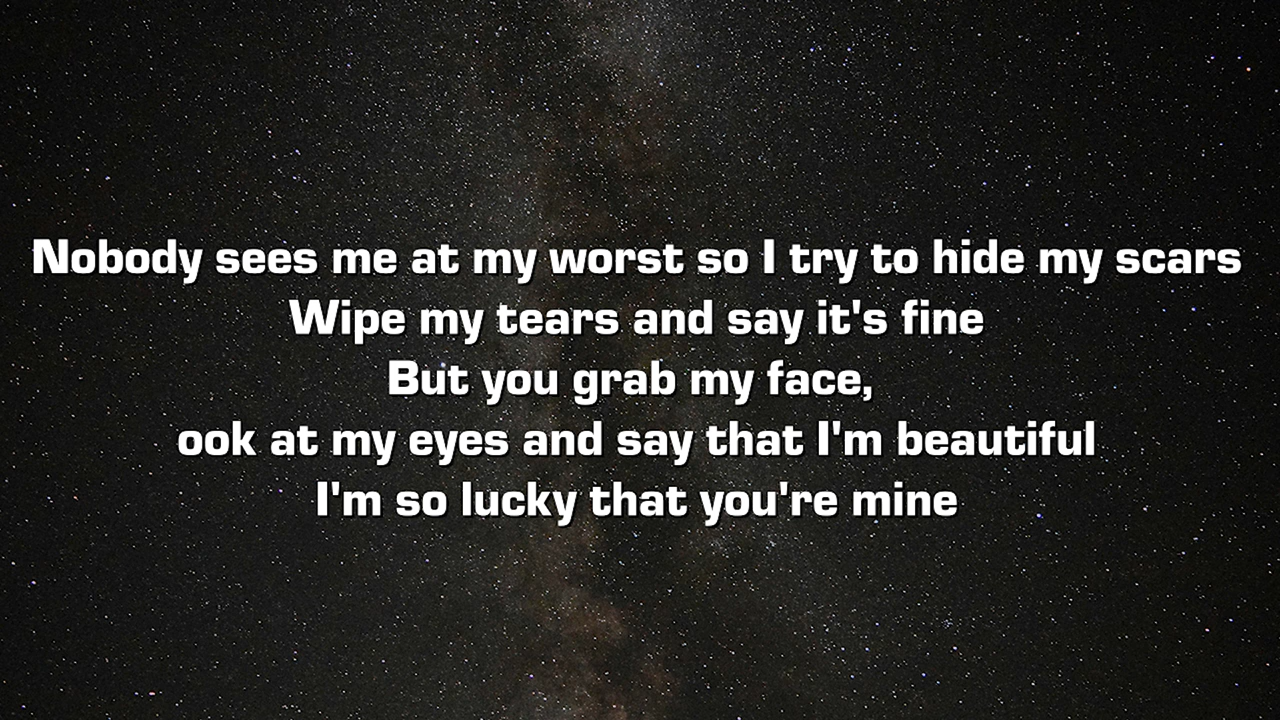 Nobody sees me at my worst so I try to hide my scars
Wipe my tears and say it's fine
But you grab my face,
ook at my eyes and say that I'm beautiful
I'm so lucky that you're mine